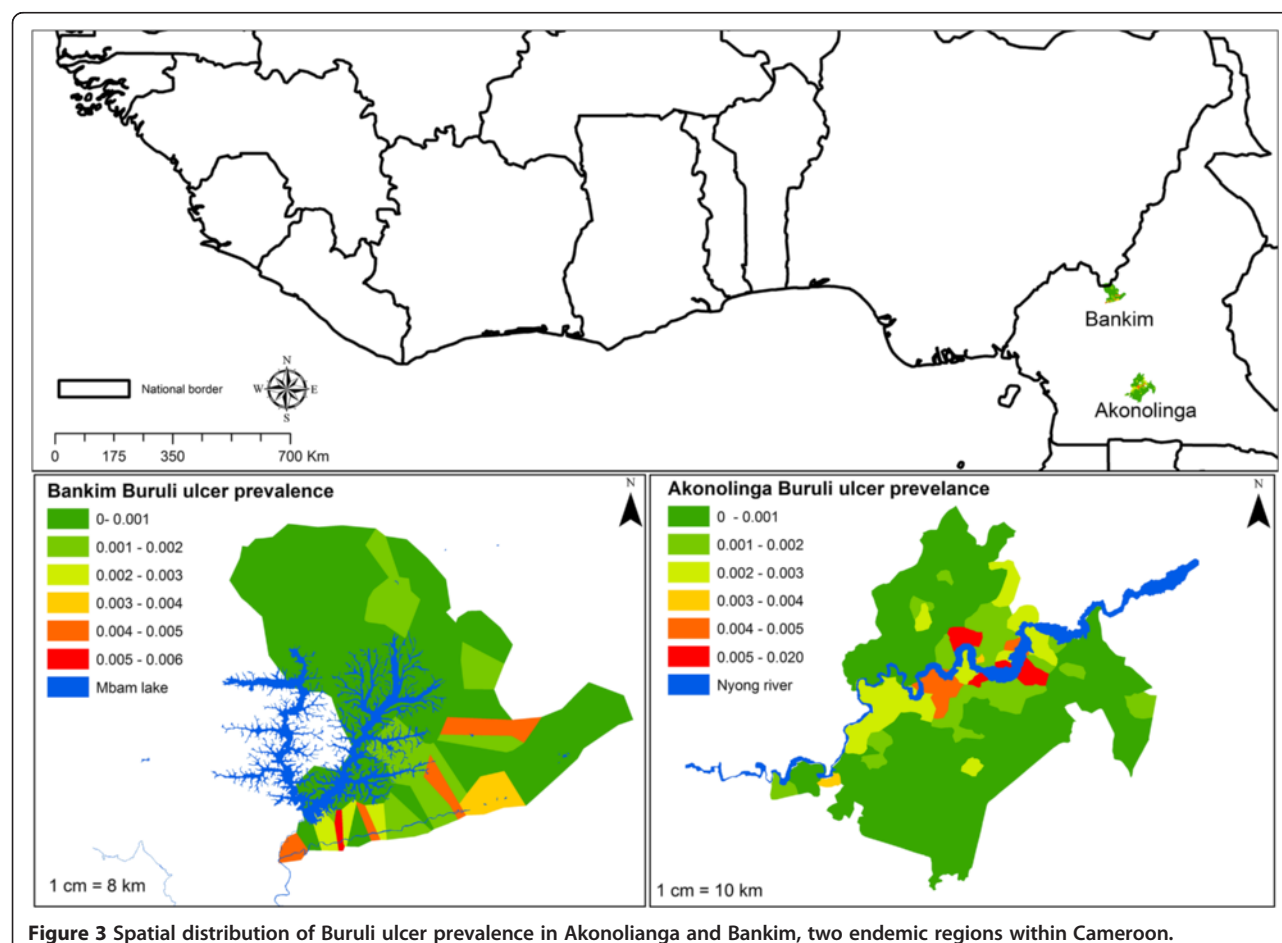 Bankim
Akonolinga
N
W E
S
National border
0 175 350 700 Km
Bankim Buruli ulcer prevalence
N
0- 0.001
0.001 - 0.002
0.002 - 0.003
0.003 - 0.004
0.004 - 0.005
0.005 - 0.006
Mbam lake
1 cm = 8 km
Akonolinga Buruli ulcer prevelance
N
0 - 0.001
0.001 - 0.002
0.002 - 0.003
0.003 - 0.004
0.004 - 0.005
0.005 - 0.020
Nyong river
1 cm = 10 km
Figure 3 Spatial distribution of Buruli ulcer prevalence in Akonolianga and Bankim, two endemic regions within Cameroon.